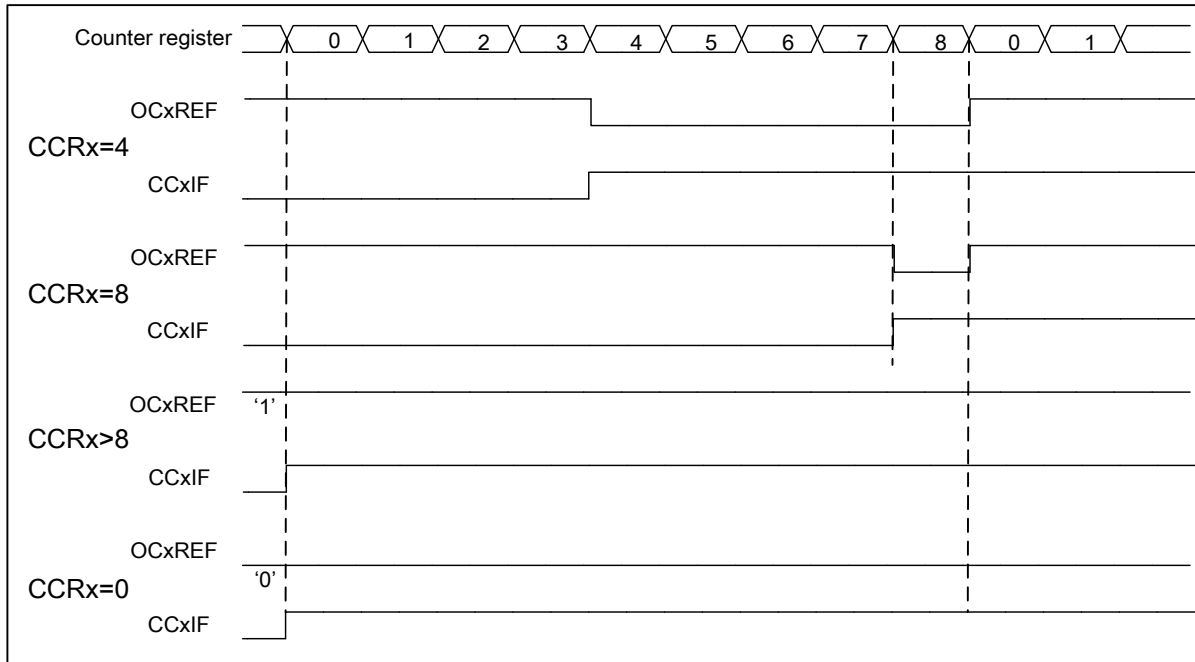 Counter register 0 1 2 3 4 5 6 7 8 0 1
OCxREF
CCRx=4
CCxIF
OCxREF
CCRx=8
CCxIF
OCxREF ‘1’
CCRx>8
CCxIF
OCxREF
‘0’
CCRx=0
CCxIF